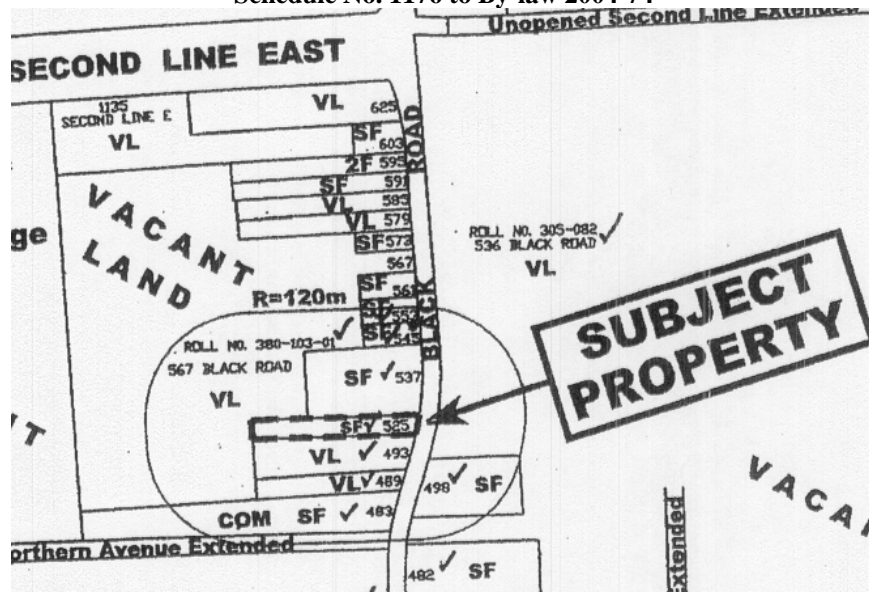 Schedule No. 1176 to By-law 2004-74
Unopened Second Line Extended
SECOND LINE EAST
1135
SECOND LINE E
VL
VL 625
SF
603
2F 595
SF 591
VL 585
VL 579
SF 573
567
SF 561
ROAD
BLACK
VACANT
LAND
R=120m
ROLL NO. 305-082
536 BLACK ROAD
VL
SUBJECT
PROPERTY
ROLL NO. 380-103-01
567 BLACK ROAD
VL
SF
SF 537
SF 525
VL 493
VL 489
498 SF
COM SF 483
orthern Avenue Extended
482 SF
Extended
VACA